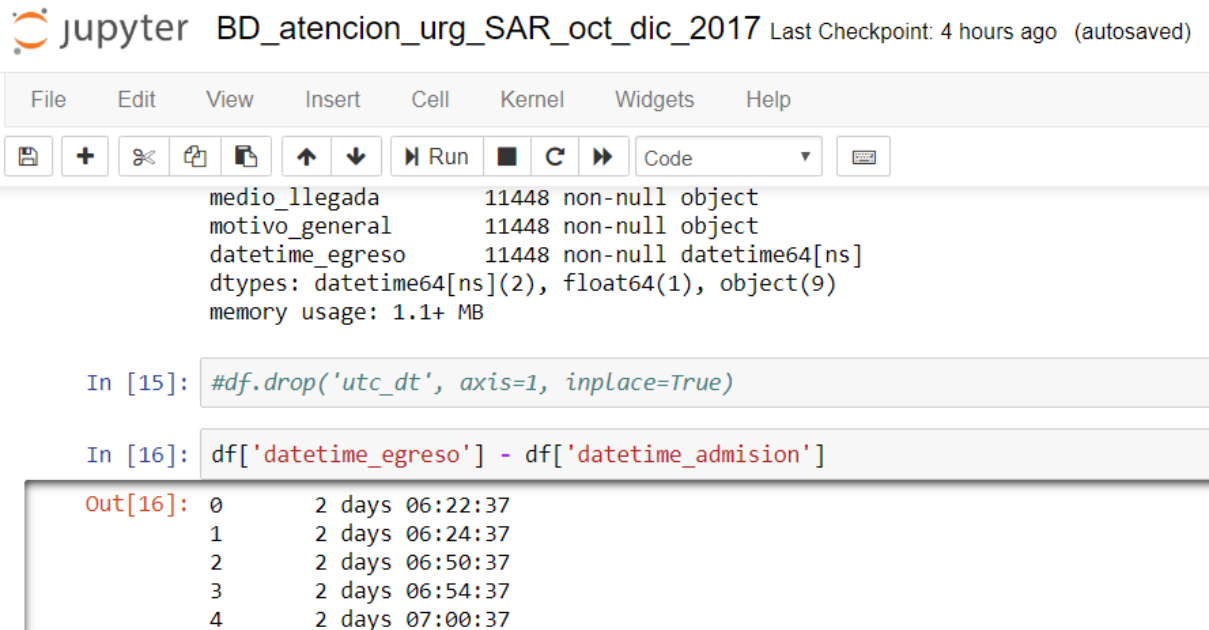 jupyter BD_atencion_urg_SAR_oct_dic_2017 Last Checkpoint: 4 hours ago (autosaved)
File Edit View Insert Cell Kernel Widgets Help
Run Code
medio_llegada 11448 non-null object
motivo_general 11448 non-null object
datetime_egreso 11448 non-null datetime64[ns]
dtypes: datetime64[ns](2), float64(1), object(9)
memory usage: 1.1+ MB
In [15]: #df.drop('utc_dt', axis=1, inplace=True)
In [16]: df['datetime_egreso'] - df['datetime_admision']
Out[16]: 0 2 days 06:22:37
1 2 days 06:24:37
2 2 days 06:50:37
3 2 days 06:54:37
4 2 days 07:00:37